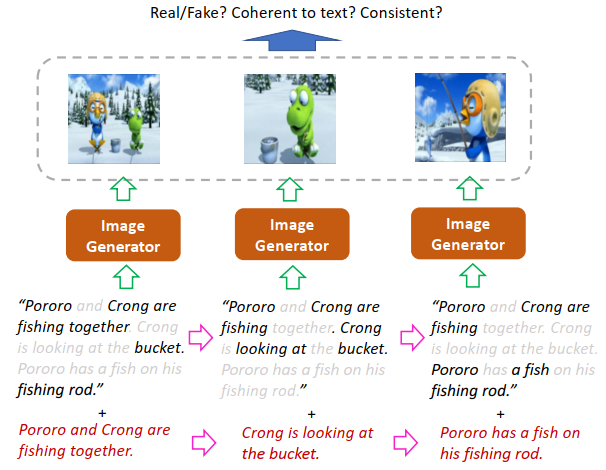 Real/Fake? Coherent to text? Consistent?
Image
Generator
Image
Generator
Image
Generator
“Pororo and Crong are
fishing together. Crong
is looking at the bucket.
Pororo has a fish on his
fishing rod.”
+
Pororo and Crong are
fishing together.
“Pororo and Crong are
fishing together. Crong
is looking at the bucket.
Pororo has a fish on his
fishing rod.”
+
Crong is looking at
the bucket.
“Pororo and Crong are
fishing together. Crong
is looking at the bucket.
Pororo has a fish on his
fishing rod.”
+
Pororo has a fish on
his fishing rod.